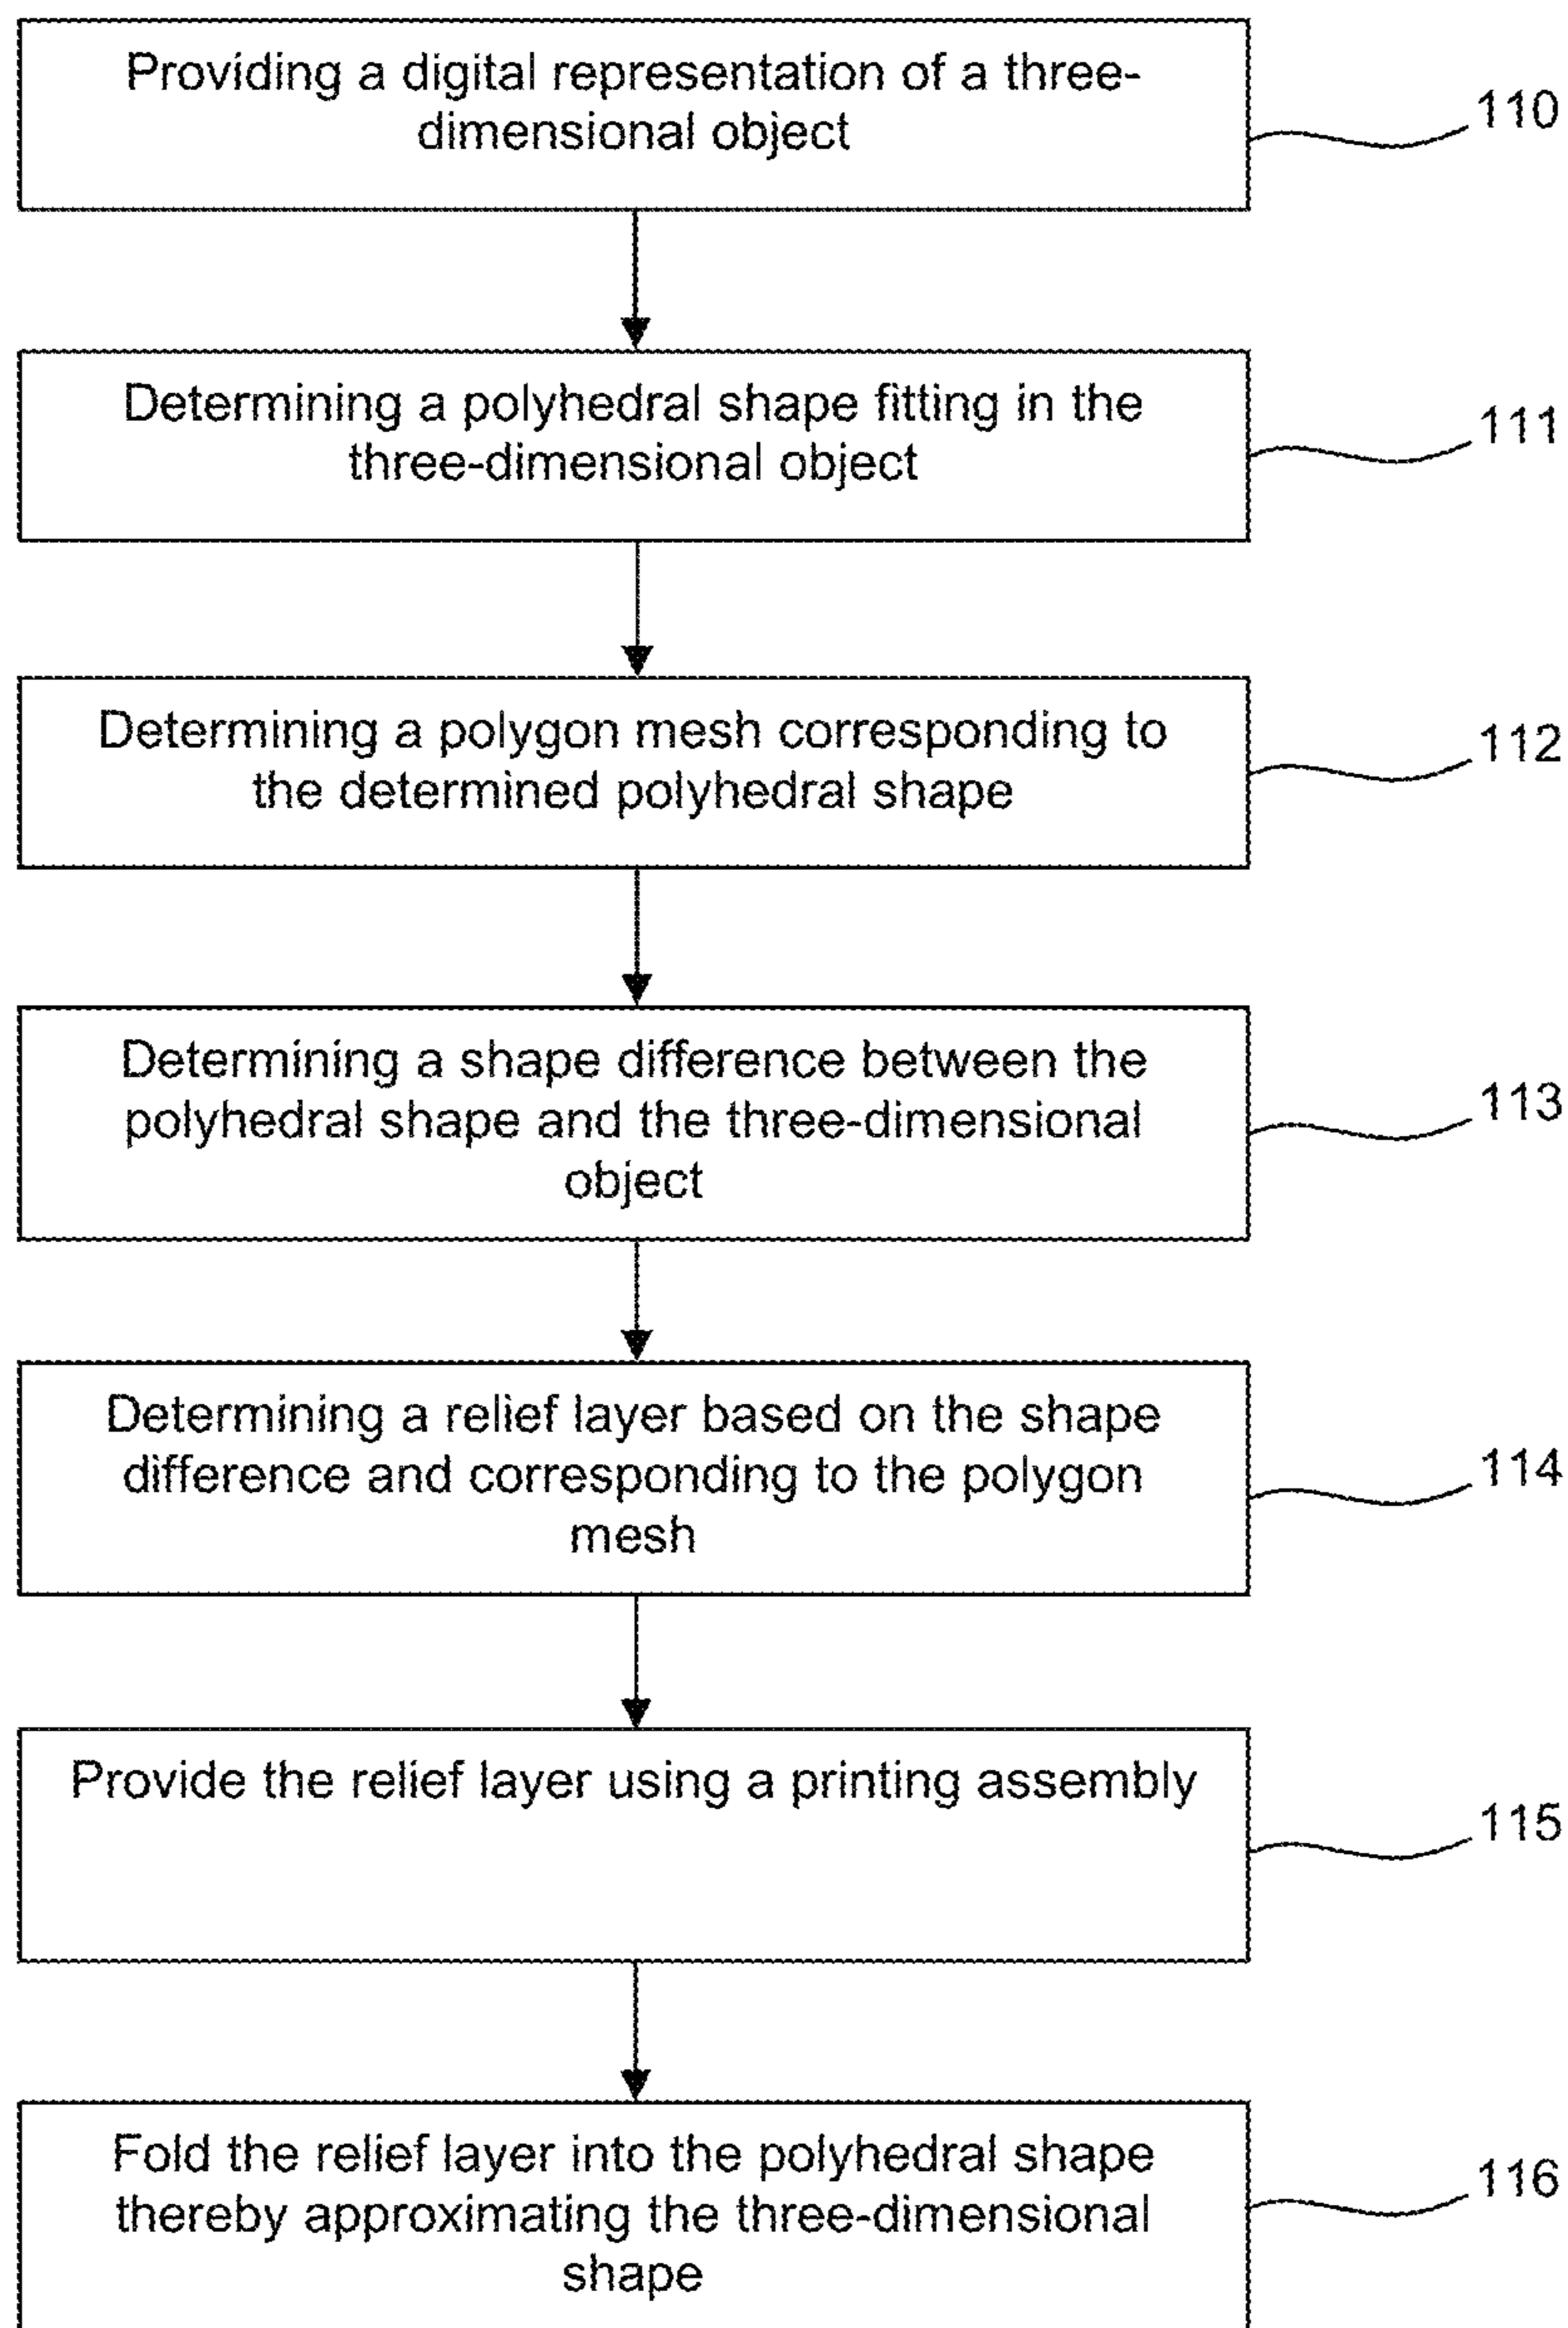 Providing a digital representation of a three-
dimensional object
110
Determining a polyhedral shape fitting in the
three-dimensional object
111
Determining a polygon mesh corresponding to
the determined polyhedral shape
112
Determining a shape difference between the
polyhedral shape and the three-dimensional
object
113
Determining a relief layer based on the shape
difference and corresponding to the polygon
mesh
114
Provide the relief layer using a printing assembly
115
Fold the relief layer into the polyhedral shape
thereby approximating the three-dimensional
shape
116